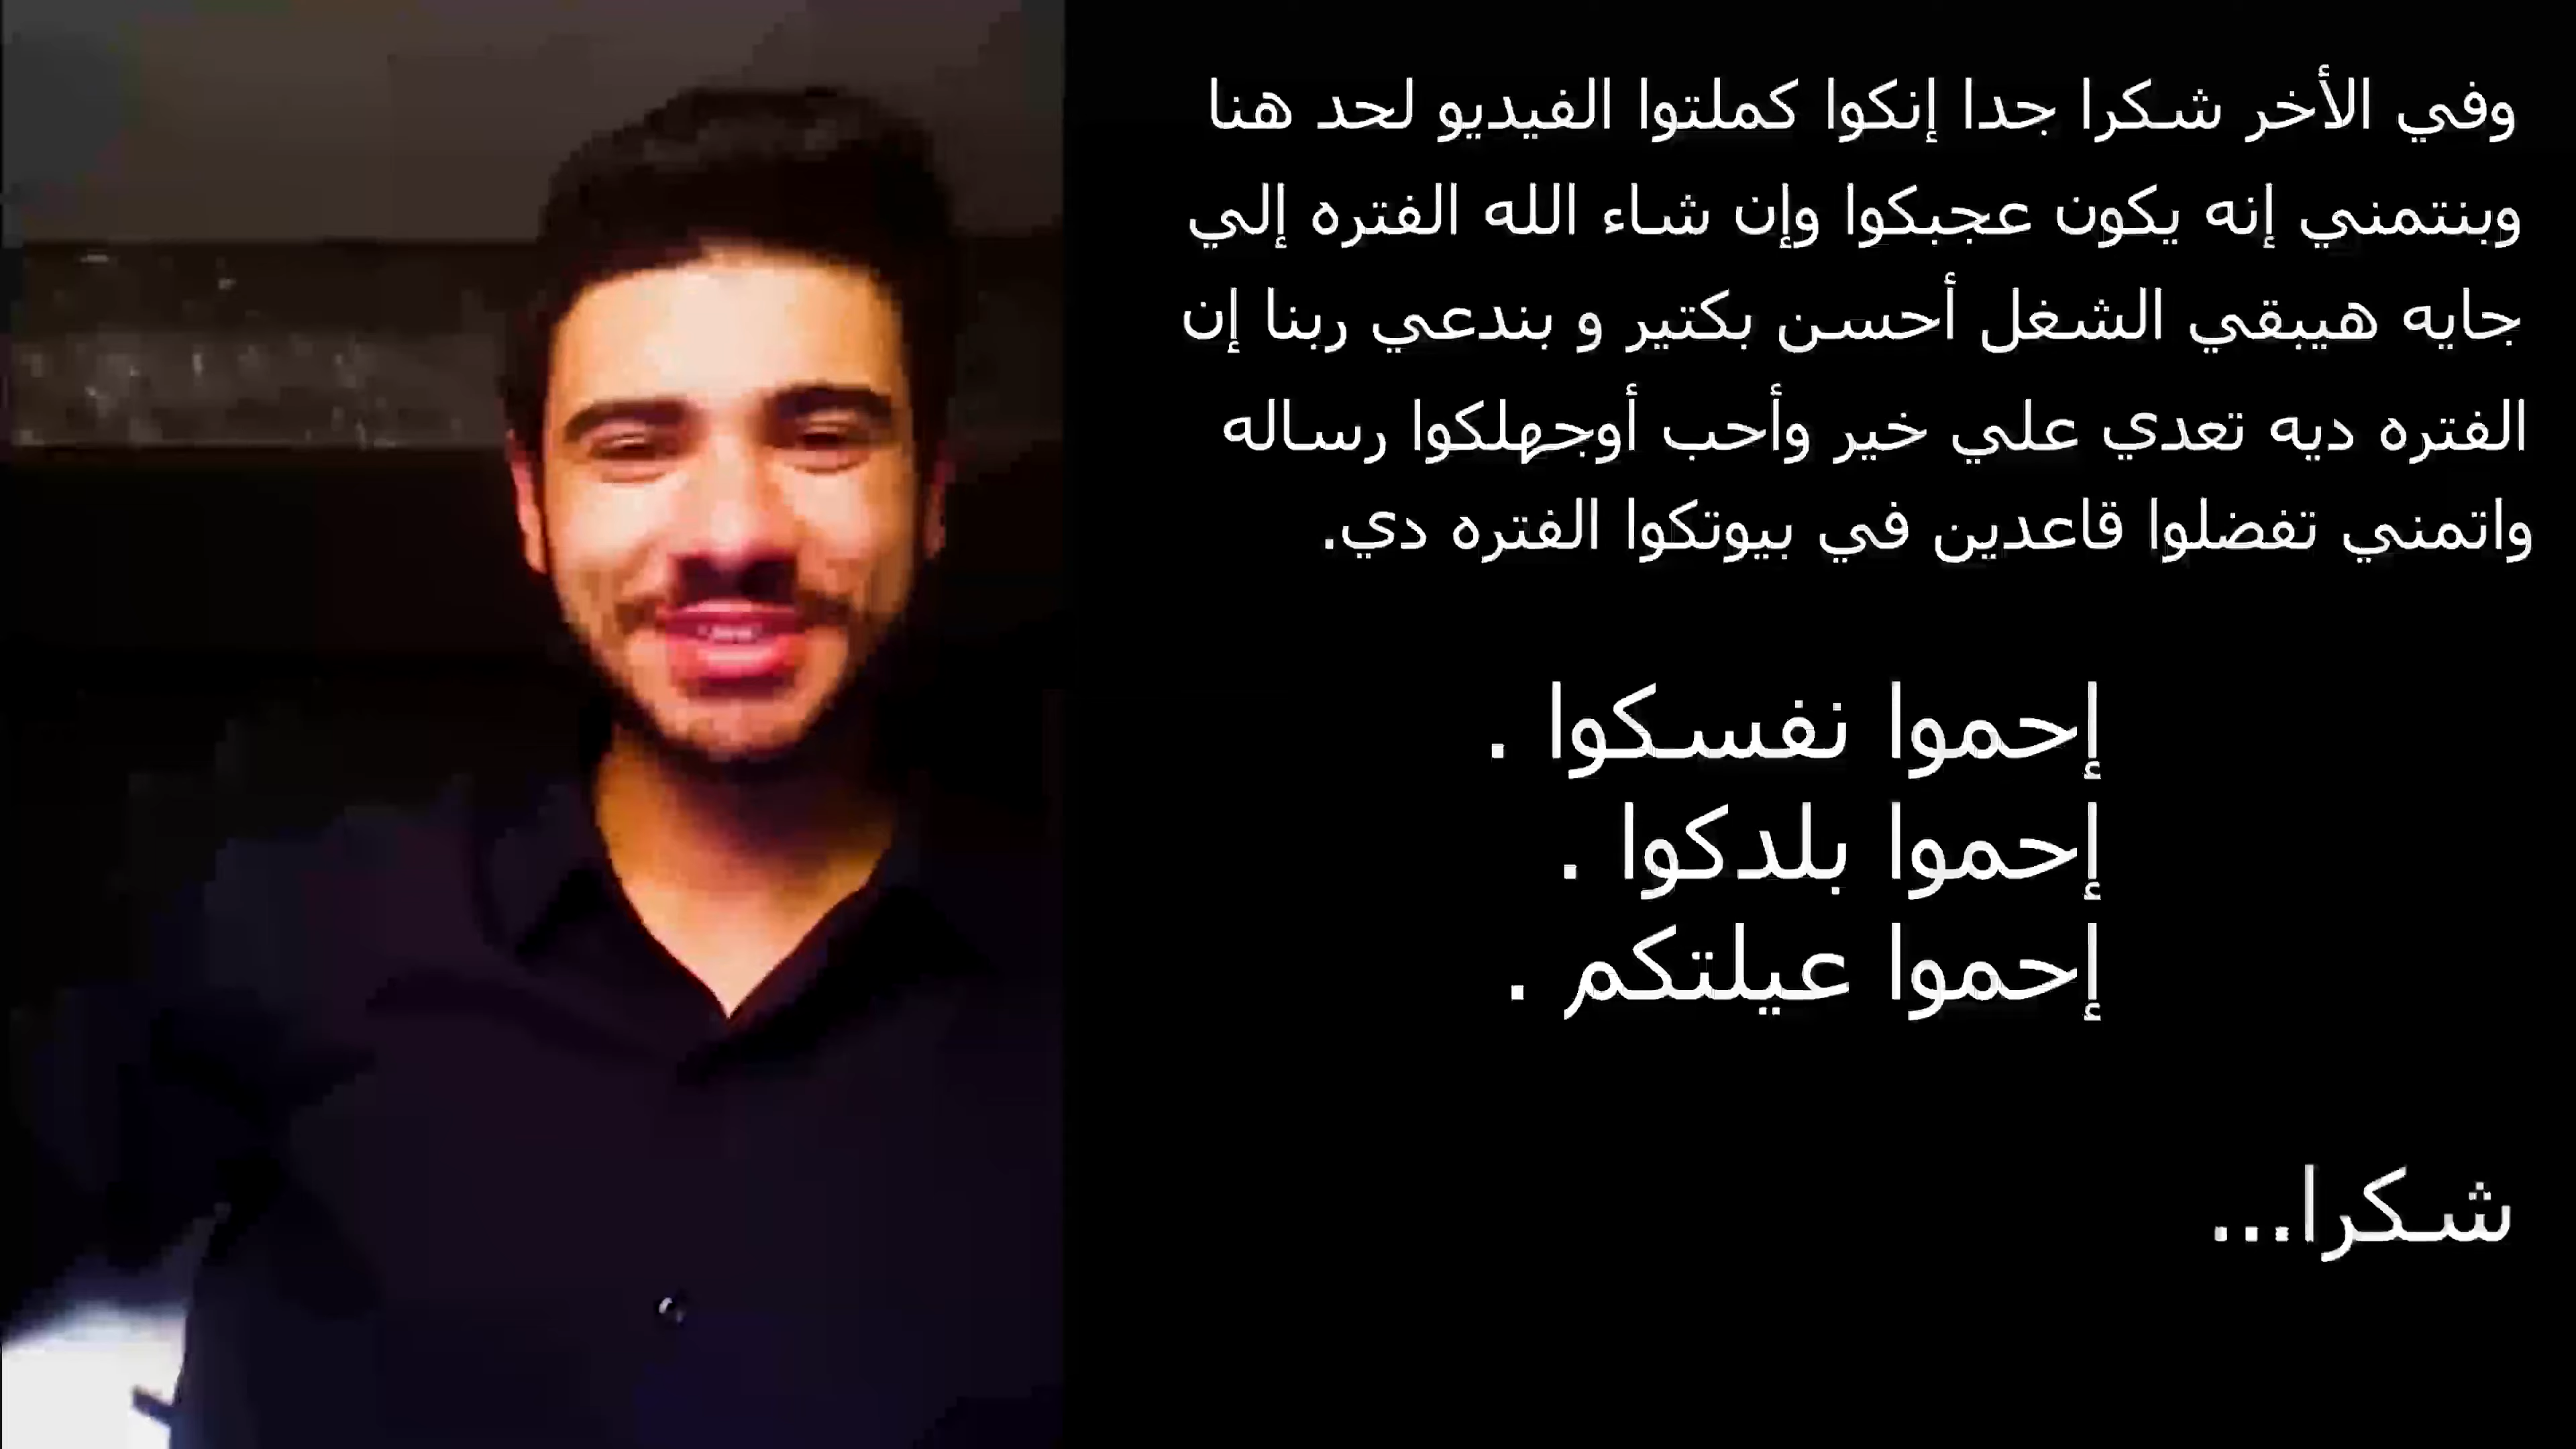 وفي الأخر شكرا جدا إنكوا كملتوا الفيديو لحد هنا
وبنتمني إنه يكون عجبكوا وإن شاء الله الفتره إلي
جايه هيبقي الشغل أحسن بكتير و بندعي ربنا إن
الفتره ديه تعدي علي خير وأحب أوجهلكوا رساله
واتمني تفضلوا قاعدين في بيوتكوا الفتره دي.
إحموا نفسكوا .
إحموا بلدكوا .
إحموا عيلتكم .
شكرا...